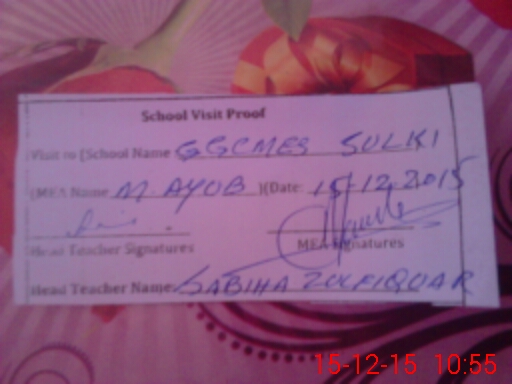 School Visit Proof
Visit to (School Name GGCMES SULKI
(MEA Name M AYUB )(Date: 15-12-2015
Head Teacher Signatures MEA Signatures
Head Teacher Name: SABIHA ZULFIQUAR
15-12-15 10:55